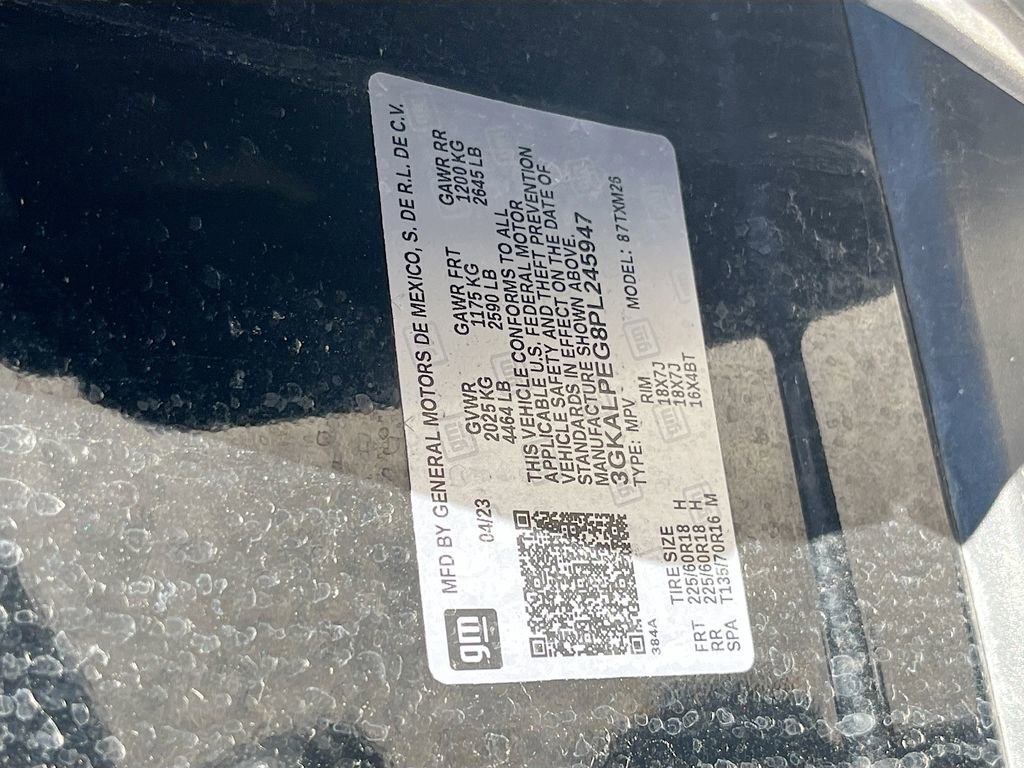 gm
MFD BY GENERAL MOTORS DE MEXICO, S. DE R.L. DE C.V.
04/23 GVWR GAWR FRT GAWR RR
2025 KG 1175 KG 1200 KG
4464 LB 2590 LB 2645 LB
THIS VEHICLE CONFORMS TO ALL
APPLICABLE U.S. FEDERAL MOTOR
VEHICLE SAFETY AND THEFT PREVENTION
STANDARDS IN EFFECT ON THE DATE OF
MANUFACTURE SHOWN ABOVE.
3GKALPEG8PL245947
TYPE: MPV MODEL: 87TXM26
384A
TIRE SIZE RIM
FRT 225/60R18 H 18X7J
RR 225/60R18 H 18X7J
SPA T135/70R16 M 16X4BT